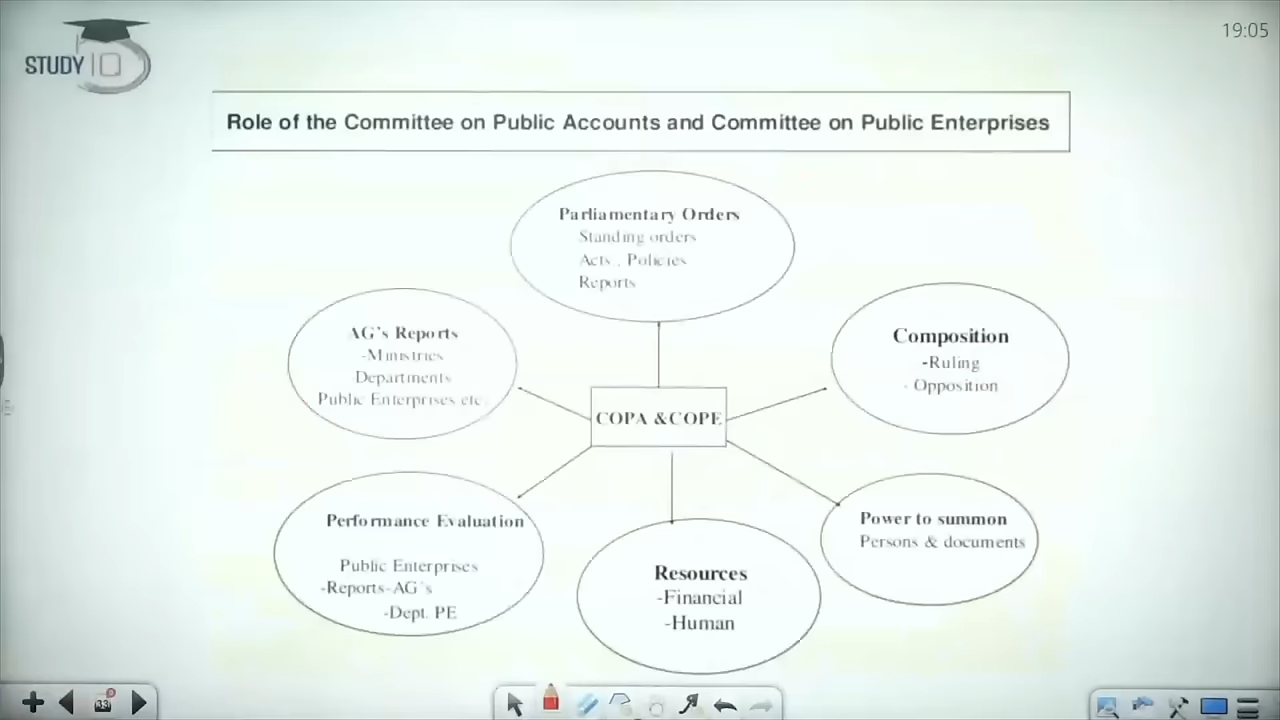 STUDY IQ
19:05
Role of the Committee on Public Accounts and Committee on Public Enterprises
Parliamentary Orders
Standing orders
Acts , Policies
Reports
AG's Reports
-Ministries
Departments
Public Enterprises etc.
Composition
-Ruling
- Opposition
COPA &COPE
Performance Evaluation
Public Enterprises
-Reports-AG's
-Dept. PE
Resources
-Financial
-Human
Power to summon
Persons & documents
33